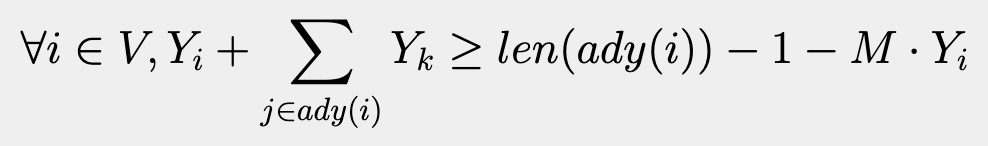 ∀i ∈ V, Y_i + ∑_{j∈ady(i)} Y_k ≥ len(ady(i)) − 1 − M · Y_i